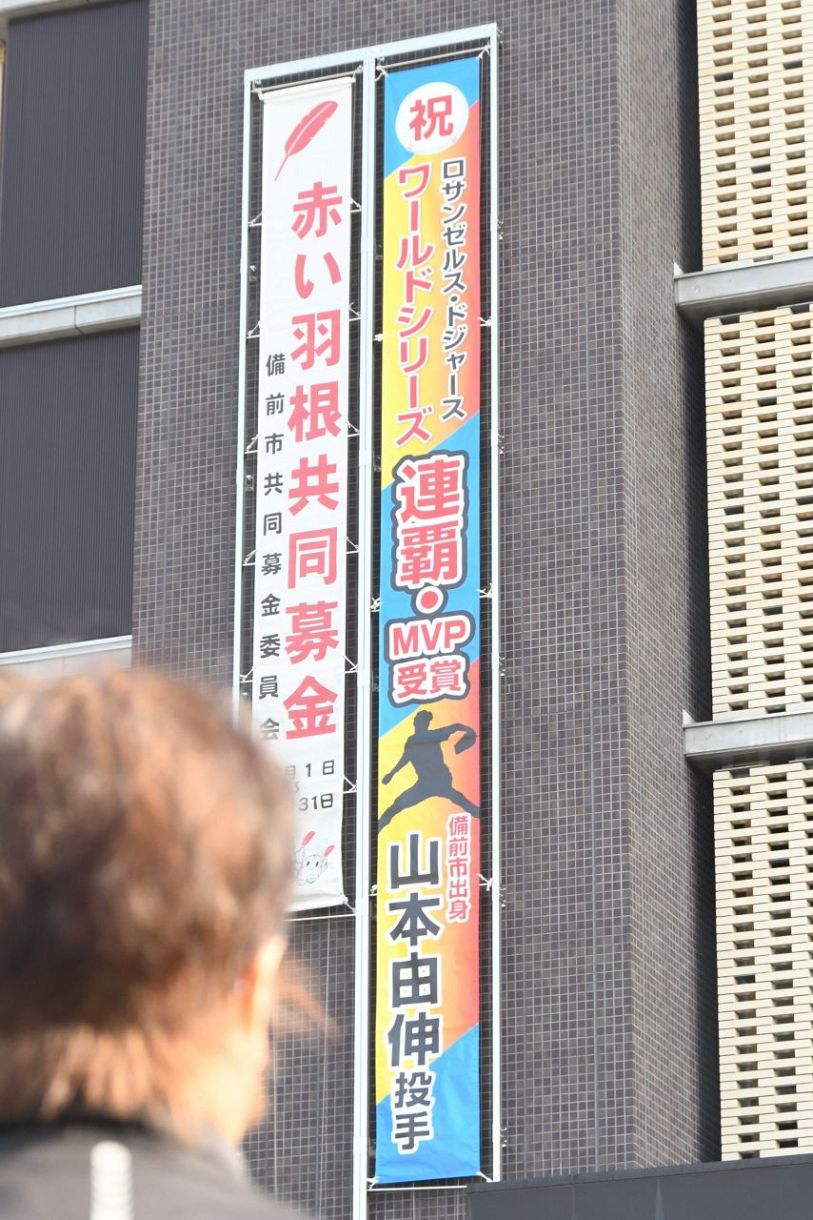 祝
ロサンゼルス・ドジャース
ワールドシリーズ
連覇・
MVP
受賞
備前市出身
山本由伸投手
赤い羽根共同募金
備前市共同募金委員会
月1日
31日